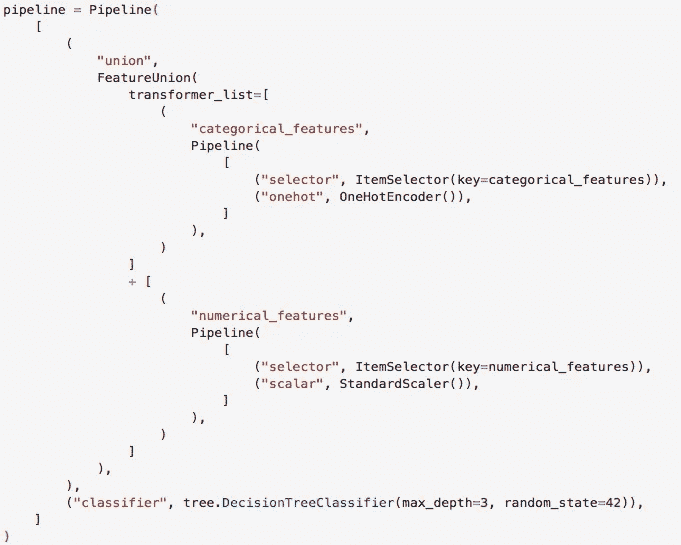 pipeline = Pipeline(
    [
        (
            "union",
            FeatureUnion(
                transformer_list=[
                    (
                        "categorical_features",
                        Pipeline(
                            [
                                ("selector", ItemSelector(key=categorical_features)),
                                ("onehot", OneHotEncoder()),
                            ]
                        ),
                    )
                ]
                + [
                    (
                        "numerical_features",
                        Pipeline(
                            [
                                ("selector", ItemSelector(key=numerical_features)),
                                ("scalar", StandardScaler()),
                            ]
                        ),
                    )
                ]
            ),
        ),
        ("classifier", tree.DecisionTreeClassifier(max_depth=3, random_state=42)),
    ]
)